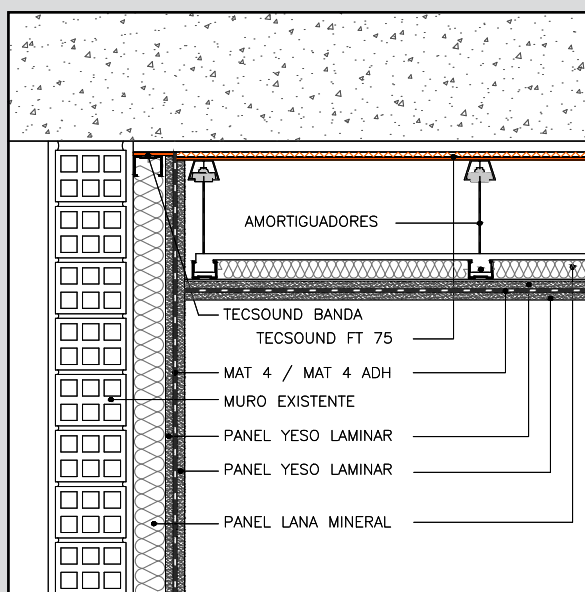 AMORTIGUADORES
TECSOUND BANDA
TECSOUND FT 75
MAT 4 / MAT 4 ADH
MURO EXISTENTE
PANEL YESO LAMINAR
PANEL YESO LAMINAR
PANEL LANA MINERAL